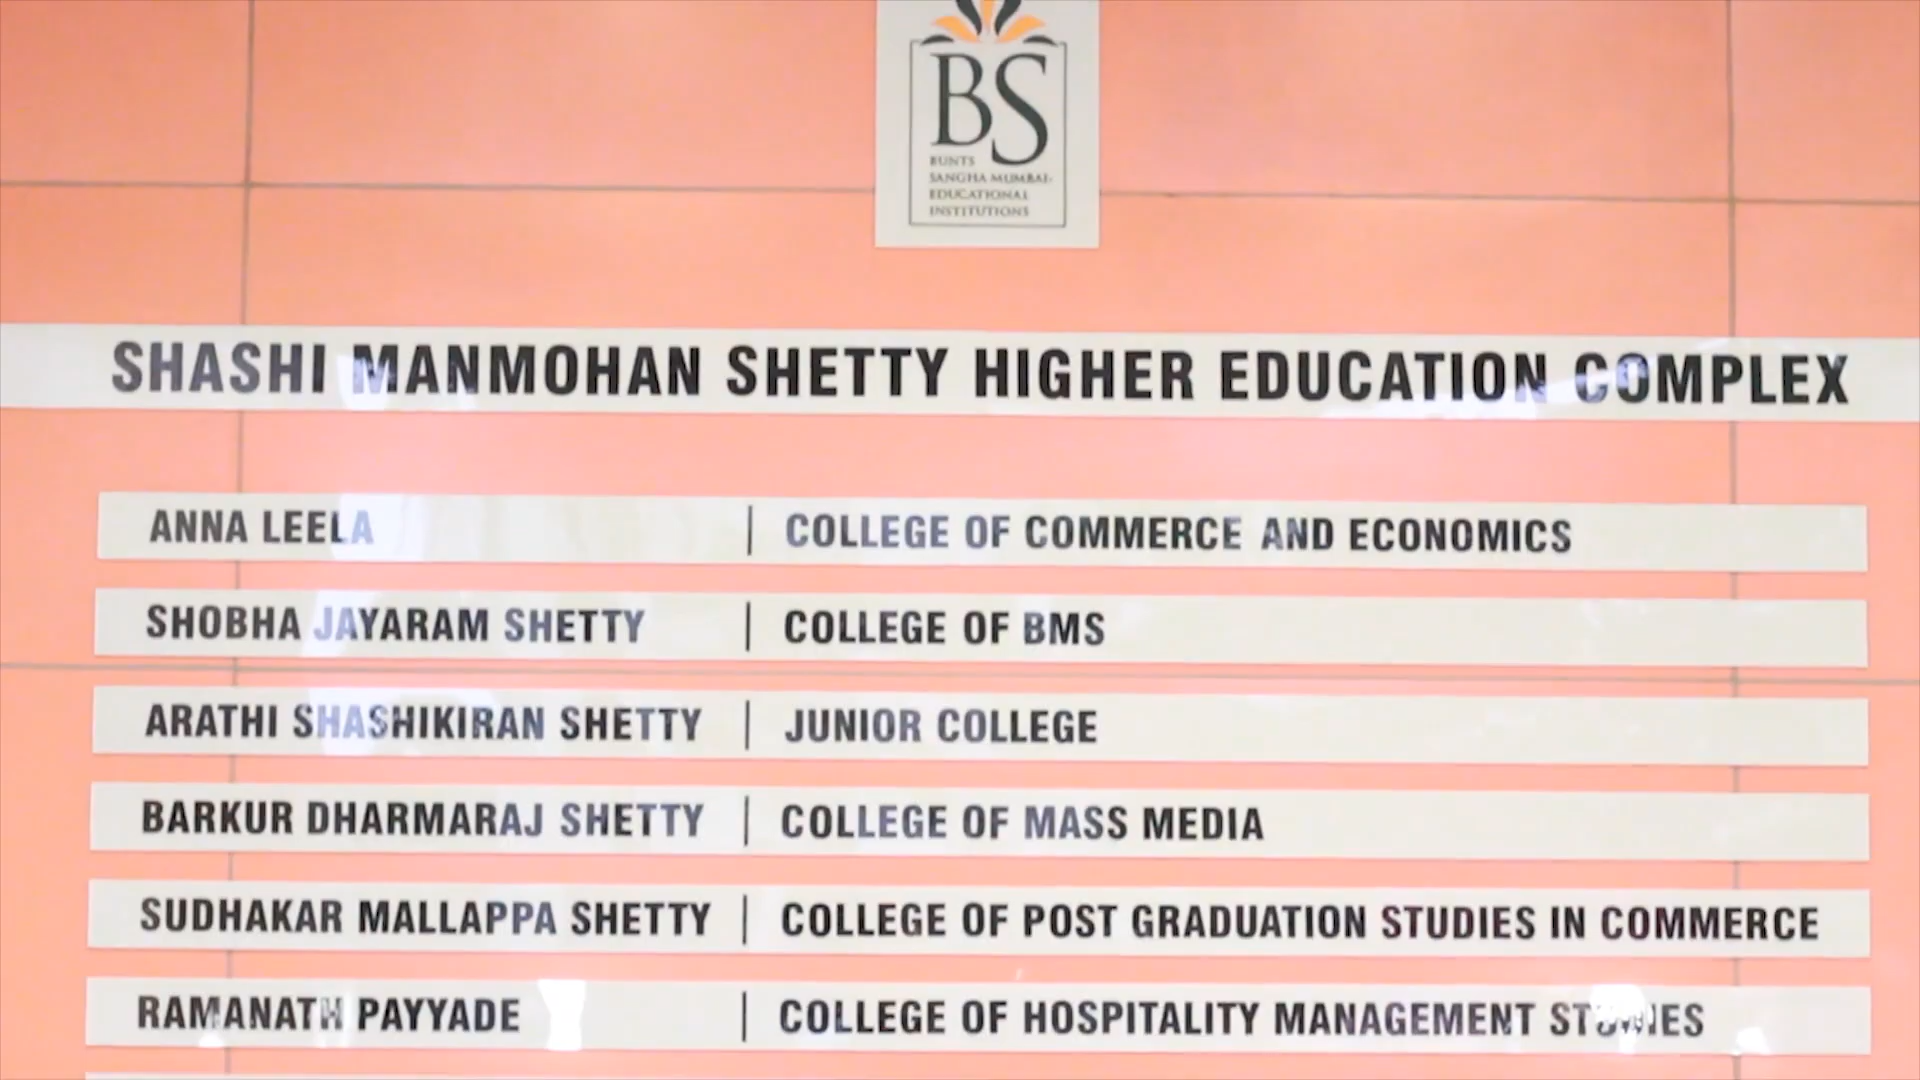 BS
BUNTS
SANGHA MUMBAI-
EDUCATIONAL
INSTITUTIONS
SHASHI MANMOHAN SHETTY HIGHER EDUCATION COMPLEX
ANNA LEELA | COLLEGE OF COMMERCE AND ECONOMICS
SHOBHA JAYARAM SHETTY | COLLEGE OF BMS
ARATHI SHASHIKIRAN SHETTY | JUNIOR COLLEGE
BARKUR DHARMARAJ SHETTY | COLLEGE OF MASS MEDIA
SUDHAKAR MALLAPPA SHETTY | COLLEGE OF POST GRADUATION STUDIES IN COMMERCE
RAMANATH PAYYADE | COLLEGE OF HOSPITALITY MANAGEMENT STUDIES